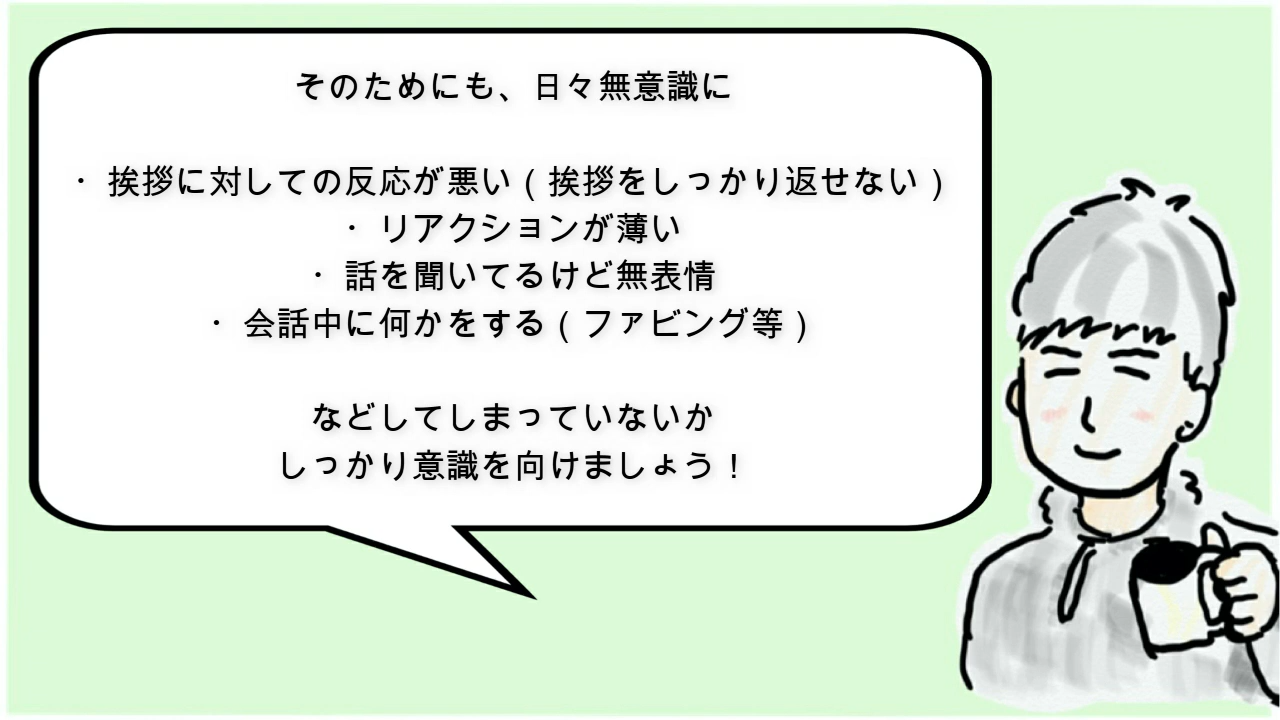 そのためにも、日々無意識に
・ 挨拶に対しての反応が悪い ( 挨拶をしっかり返せない )
・ リアクションが薄い
・ 話を聞いてるけど無表情
・ 会話中に何かをする ( ファビング等 )
などしてしまっていないか
しっかり意識を向けましょう！